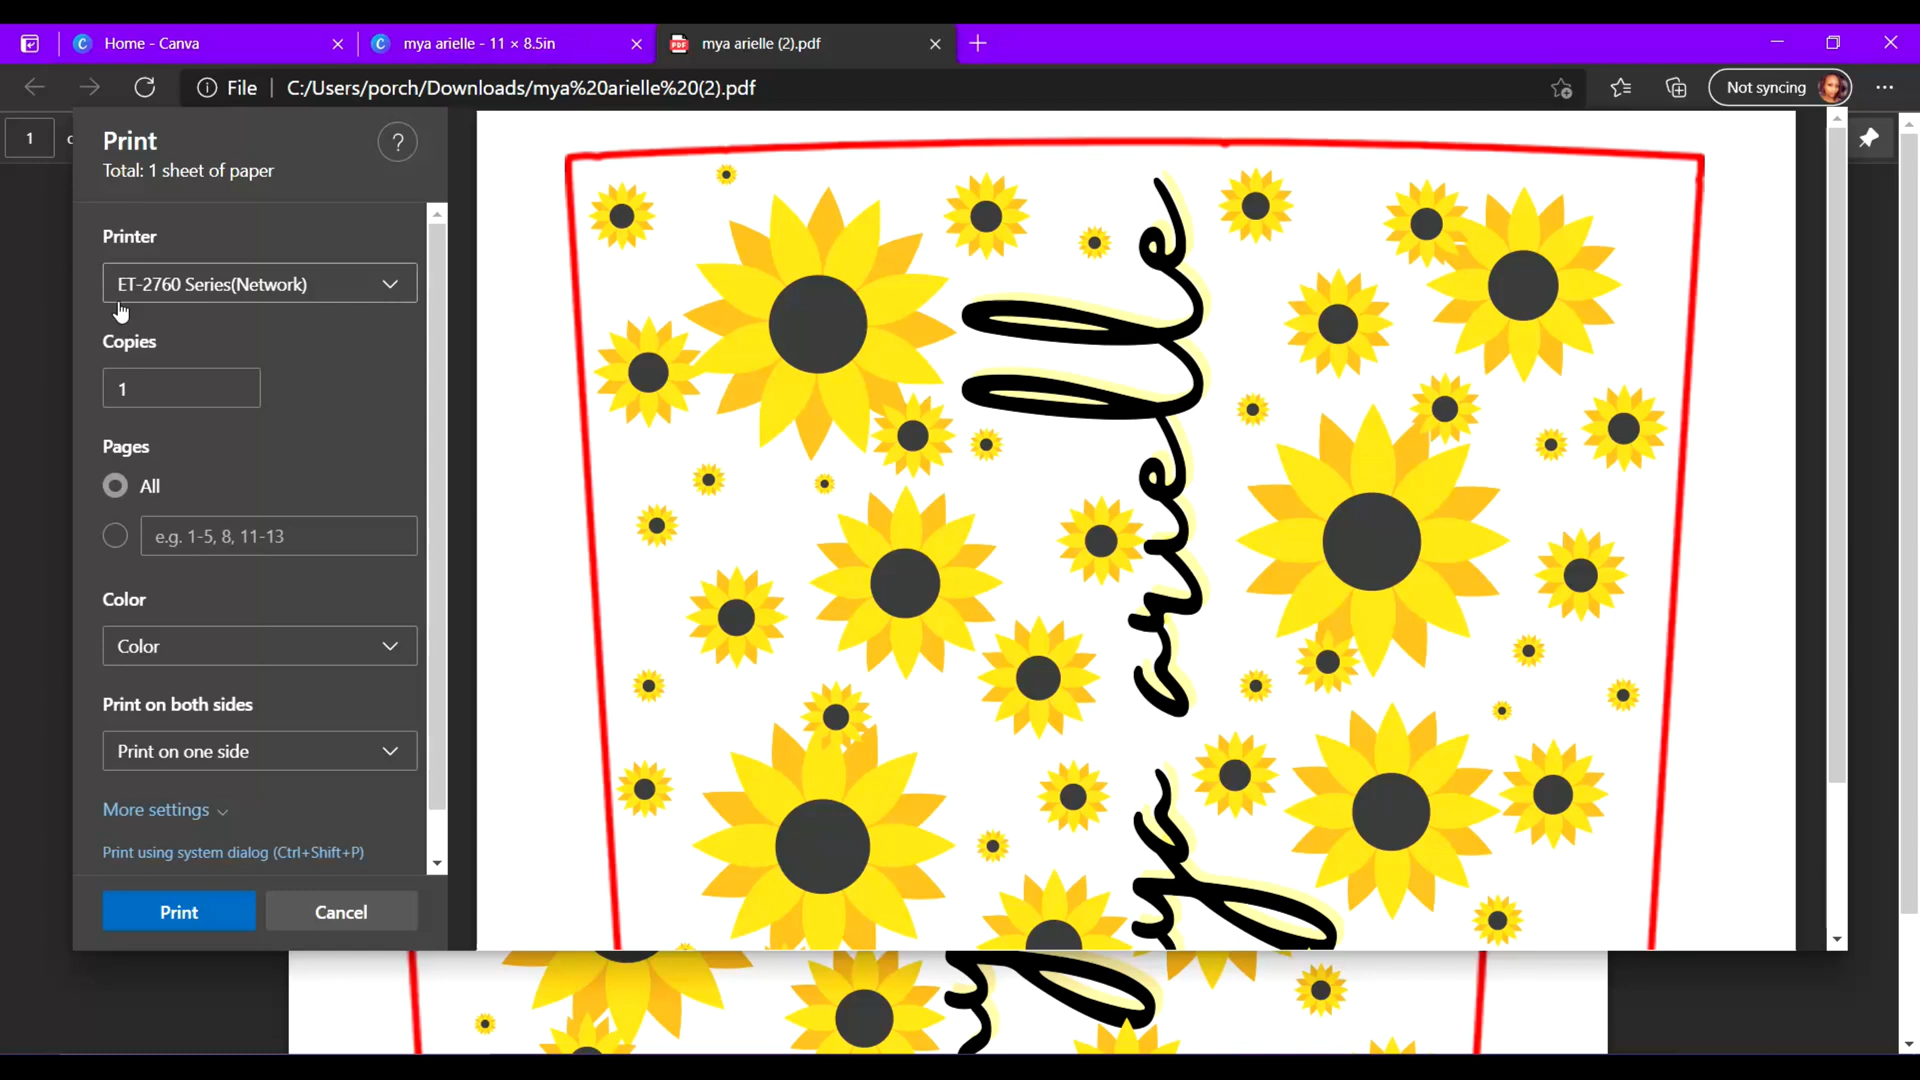 Home - Canva
mya arielle - 11 × 8.5in
mya arielle (2).pdf
File
C:/Users/porch/Downloads/mya%20arielle%20(2).pdf
Not syncing
1
Print
?
Total: 1 sheet of paper
Printer
ET-2760 Series(Network)
Copies
1
Pages
All
e.g. 1-5, 8, 11-13
Color
Color
Print on both sides
Print on one side
More settings
Print using system dialog (Ctrl+Shift+P)
Print
Cancel
mya arielle